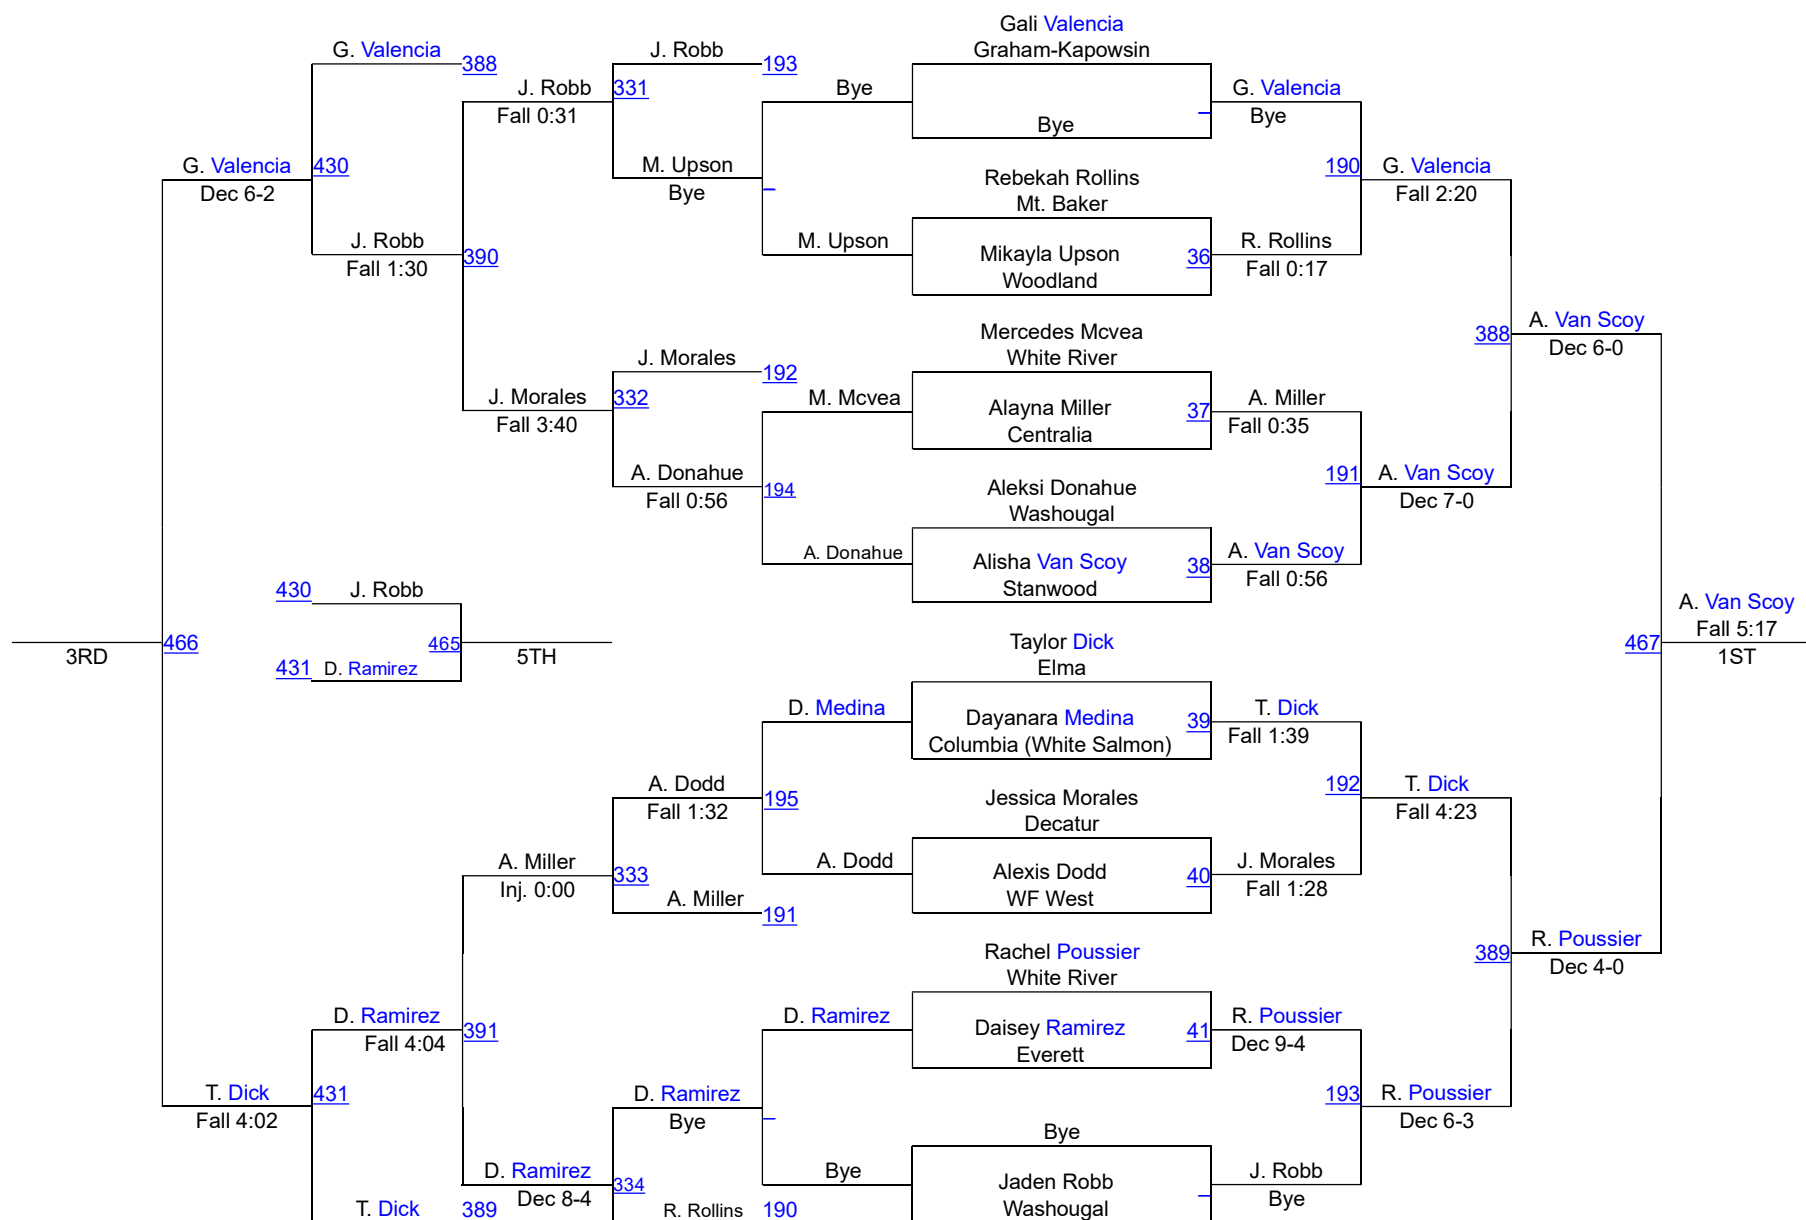 Gali Valencia
G. Valencia
388
J. Robb
193
Graham-Kapowsin
J. Robb
331
Bye
G. Valencia
Fall 0:31
Bye
Bye
G. Valencia
430
M. Upson
190
G. Valencia
Dec 6-2
Bye
Rebekah Rollins
Fall 2:20
Mt. Baker
J. Robb
390
M. Upson
Mikayla Upson
36
R. Rollins
Fall 1:30
Woodland
Fall 0:17
Mercedes Mcvea
388
A. Van Scoy
J. Morales
192
White River
Dec 6-0
J. Morales
332
M. Mcvea
Alayna Miller
37
A. Miller
Fall 3:40
Centralia
Fall 0:35
A. Donahue
194
Aleksi Donahue
191
A. Van Scoy
Fall 0:56
Washougal
Dec 7-0
A. Donahue
Alisha Van Scoy
38
A. Van Scoy
430
J. Robb
Stanwood
Fall 0:56
A. Van Scoy
Fall 5:17
3RD
466
465
5TH
Taylor Dick
467
1ST
431
D. Ramirez
Elma
D. Medina
Dayanara Medina
39
T. Dick
Columbia (White Salmon)
Fall 1:39
A. Dodd
195
Jessica Morales
192
T. Dick
Fall 1:32
Decatur
Fall 4:23
A. Miller
333
A. Dodd
Alexis Dodd
40
J. Morales
Inj. 0:00
A. Miller
191
WF West
Fall 1:28
Rachel Poussier
389
R. Poussier
White River
Dec 4-0
D. Ramirez
391
D. Ramirez
Daisey Ramirez
41
R. Poussier
Fall 4:04
Everett
Dec 9-4
T. Dick
431
D. Ramirez
193
R. Poussier
Fall 4:02
Bye
Bye
Dec 6-3
D. Ramirez
334
Bye
Jaden Robb
J. Robb
Dec 8-4
Washougal
Bye
T. Dick
389
R. Rollins
190